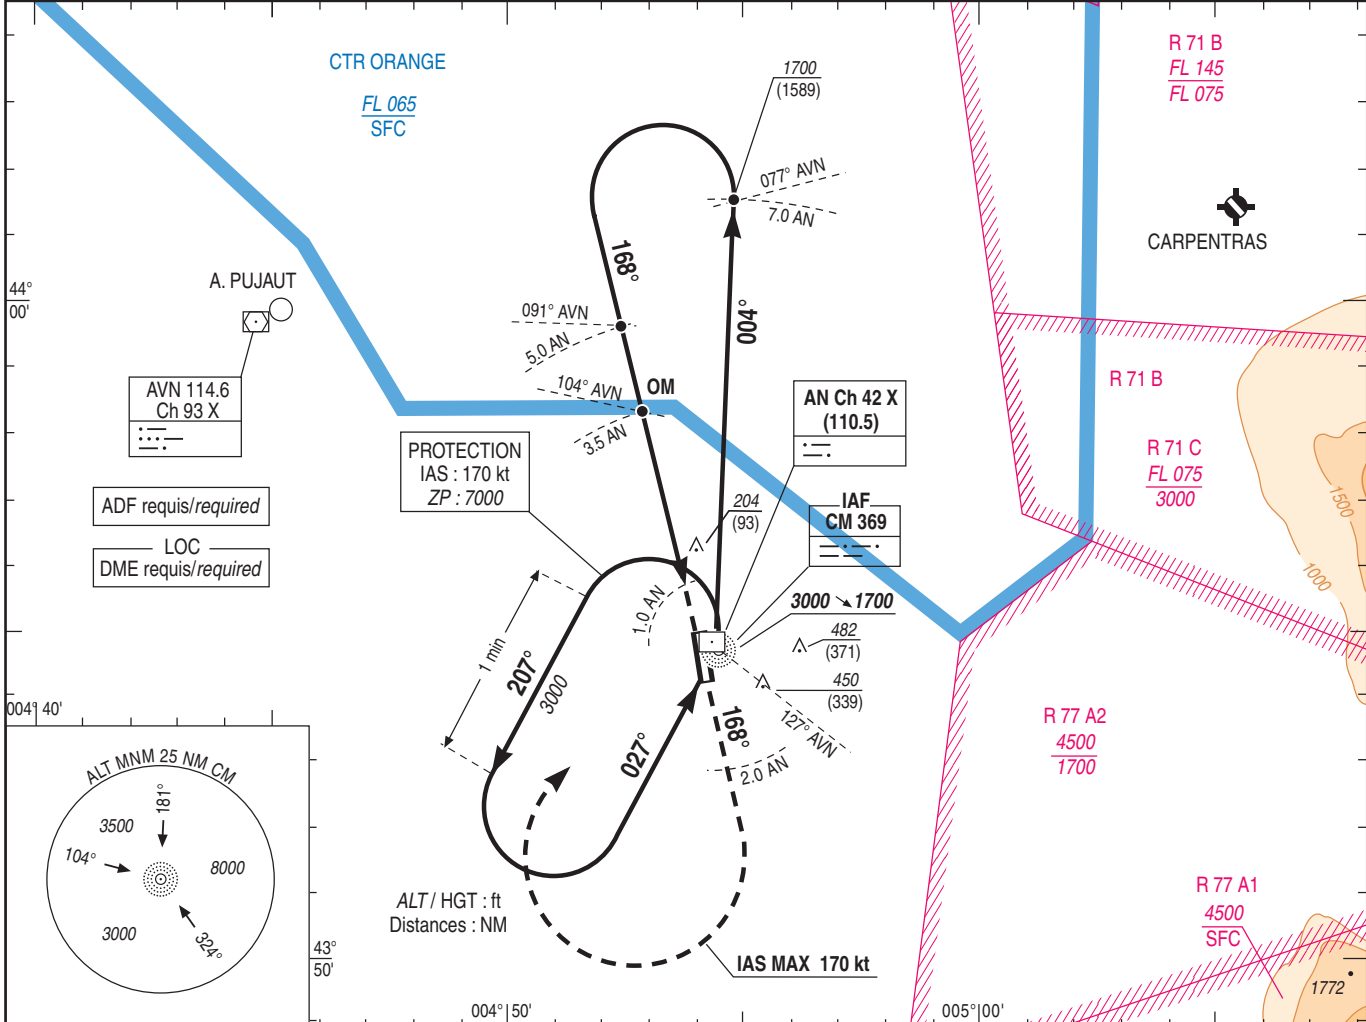 CTR ORANGE
FL 065
SFC
1700
(1589)
R 71 B
FL 145
FL 075
077° AVN
7.0 AN
CARPENTRAS
168°
004°
A. PUJAUT
44°
00'
091° AVN
5.0 AN
104° AVN
OM
3.5 AN
R 71 B
AVN 114.6
Ch 93 X
AN Ch 42 X
(110.5)
PROTECTION
IAS : 170 kt
ZP : 7000
R 71 C
FL 075
3000
1500
1000
ADF requis/required
LOC
DME requis/required
204
(93)
IAF
CM 369
3000 ↘ 1700
1.0 AN
482
(371)
450
(339)
1 min
207°
3000
027°
168°
127° AVN
2.0 AN
004° 40'
R 77 A2
4500
1700
ALT MNM 25 NM CM
181°
3500
104°
8000
3000
324°
ALT / HGT : ft
Distances : NM
R 77 A1
4500
SFC
43°
50'
IAS MAX 170 kt
1772
004° 50'
005° 00'